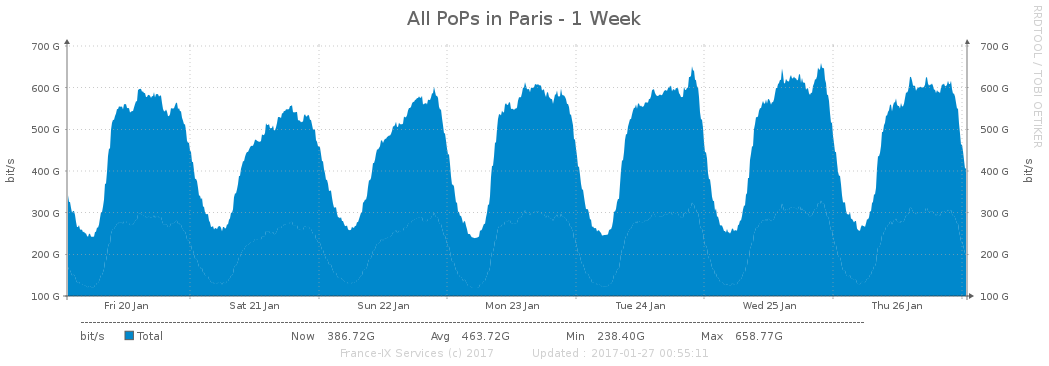 All PoPs in Paris - 1 Week
RRDTOOL / TOBI OETIKER
bit/s
700 G
600 G
500 G
400 G
300 G
200 G
100 G
700 G
600 G
500 G
400 G
300 G
200 G
100 G
bit/s
Fri 20 Jan Sat 21 Jan Sun 22 Jan Mon 23 Jan Tue 24 Jan Wed 25 Jan Thu 26 Jan
bit/s Total Now 386.72G Avg 463.72G Min 238.40G Max 658.77G
France-IX Services (c) 2017 Updated : 2017-01-27 00:55:11